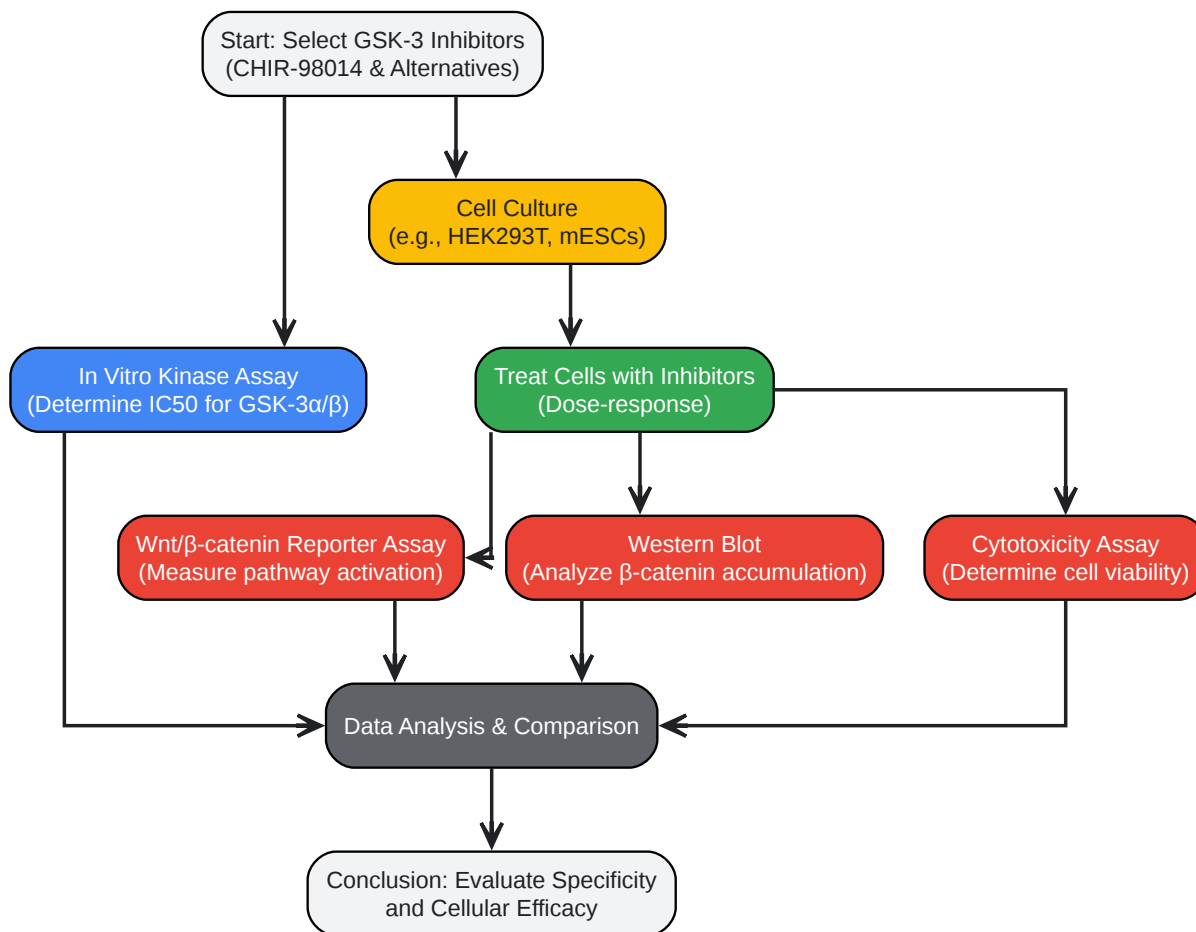 Start: Select GSK-3 Inhibitors
(CHIR-98014 & Alternatives)
Cell Culture
(e.g., HEK293T, mESCs)
In Vitro Kinase Assay
(Determine IC50 for GSK-3α/β)
Treat Cells with Inhibitors
(Dose-response)
Wnt/β-catenin Reporter Assay
(Measure pathway activation)
Western Blot
(Analyze β-catenin accumulation)
Cytotoxicity Assay
(Determine cell viability)
Data Analysis & Comparison
Conclusion: Evaluate Specificity
and Cellular Efficacy